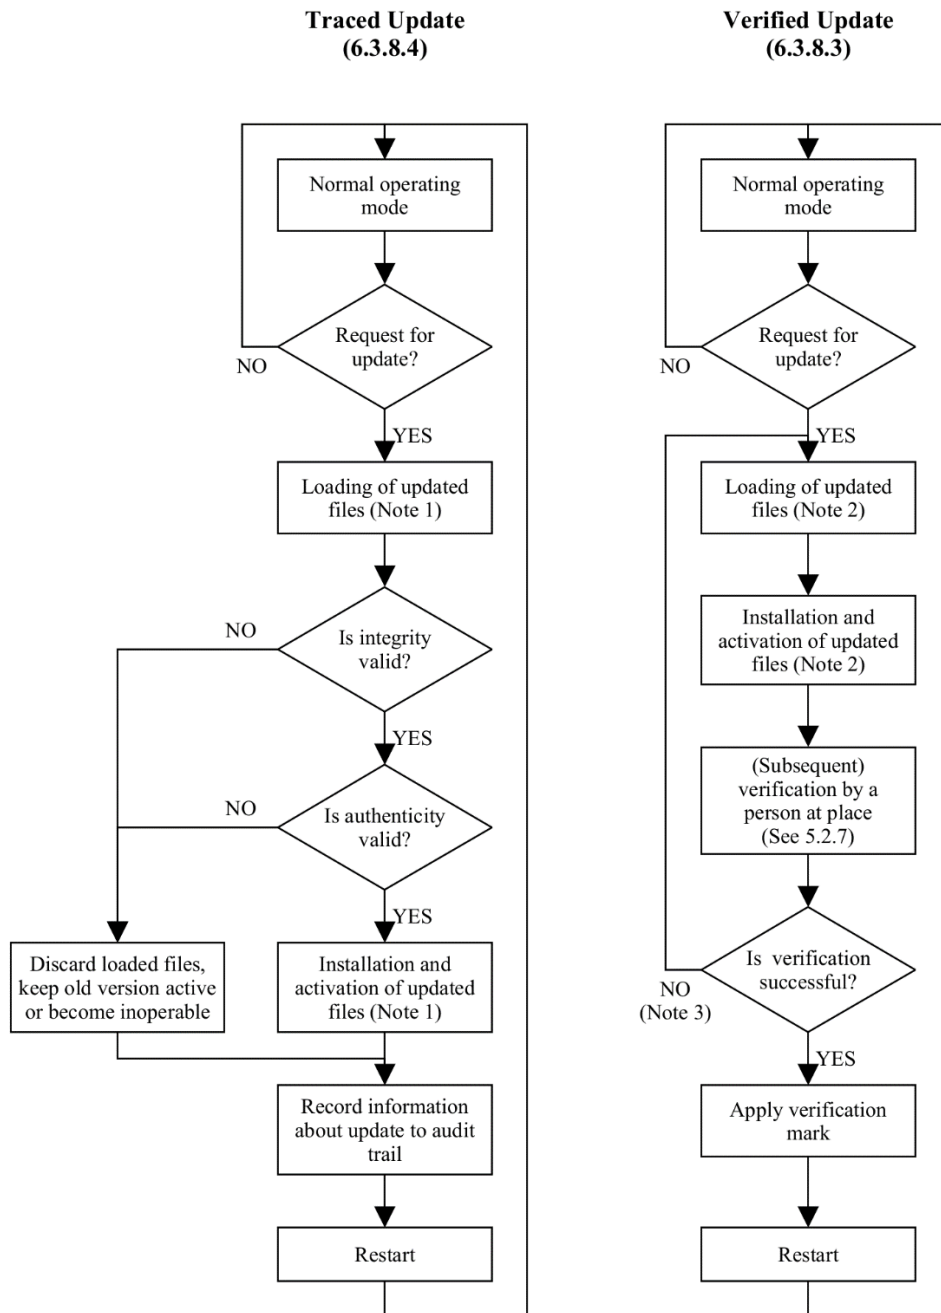 Traced Update
(6.3.8.4)
Normal operating
mode
Request for
update?
NO
YES
Loading of updated
files (Note 1)
NO
Is integrity
valid?
YES
NO
Is authenticity
valid?
YES
Discard loaded files,
keep old version active
or become inoperable
Installation and
activation of updated
files (Note 1)
Record information
about update to audit
trail
Restart
Verified Update
(6.3.8.3)
Normal operating
mode
Request for
update?
NO
YES
Loading of updated
files (Note 2)
Installation and
activation of updated
files (Note 2)
(Subsequent)
verification by a
person at place
(See 5.2.7)
Is verification
successful?
NO
(Note 3)
YES
Apply verification
mark
Restart